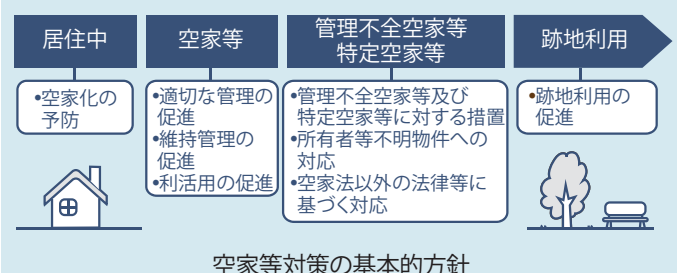 居住中
•空家化の
予防
空家等
•適切な管理の
促進
•維持管理の
促進
•利活用の促進
管理不全空家等
特定空家等
•管理不全空家等及び
特定空家等に対する措置
•所有者等不明物件への
対応
•空家法以外の法律等に
基づく対応
跡地利用
•跡地利用の
促進
空家等対策の基本的方針